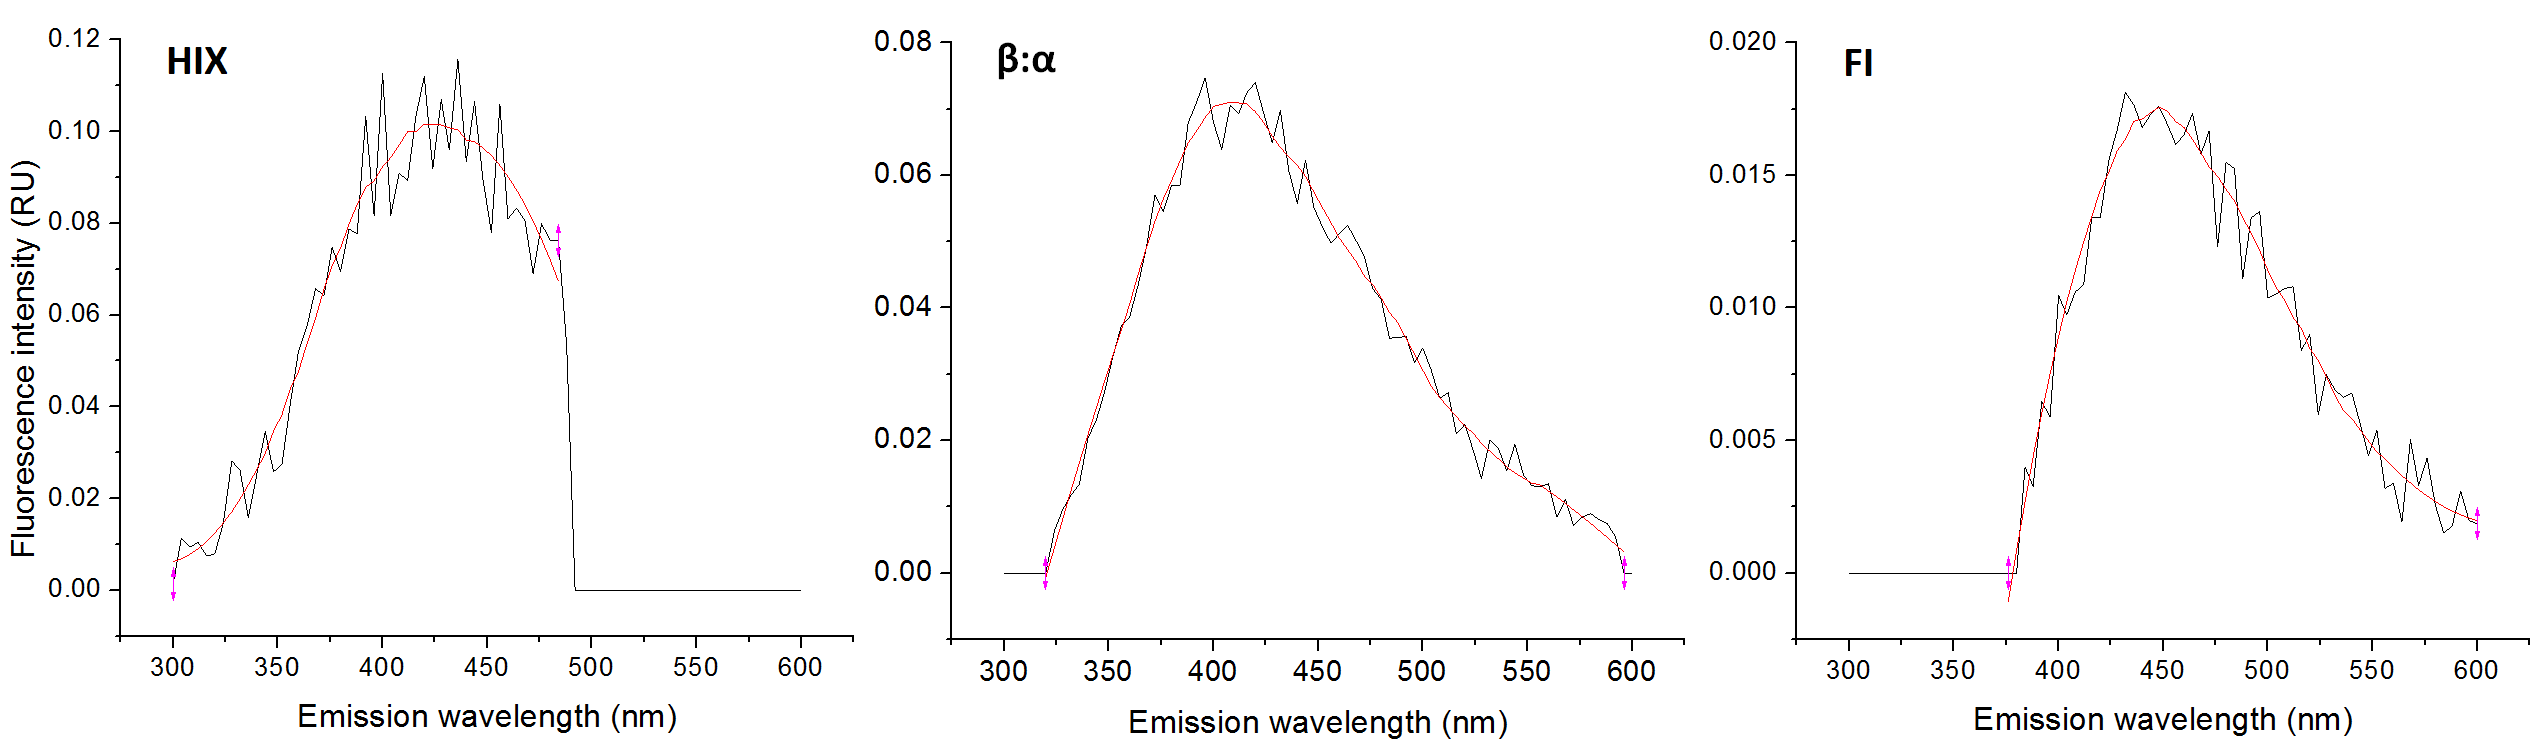 HIX
Fluorescence intensity (RU)
0.12
0.10
0.08
0.06
0.04
0.02
0.00
300 350 400 450 500 550 600
Emission wavelength (nm)
β:α
0.08
0.06
0.04
0.02
0.00
300 350 400 450 500 550 600
Emission wavelength (nm)
FI
0.020
0.015
0.010
0.005
0.000
300 350 400 450 500 550 600
Emission wavelength (nm)